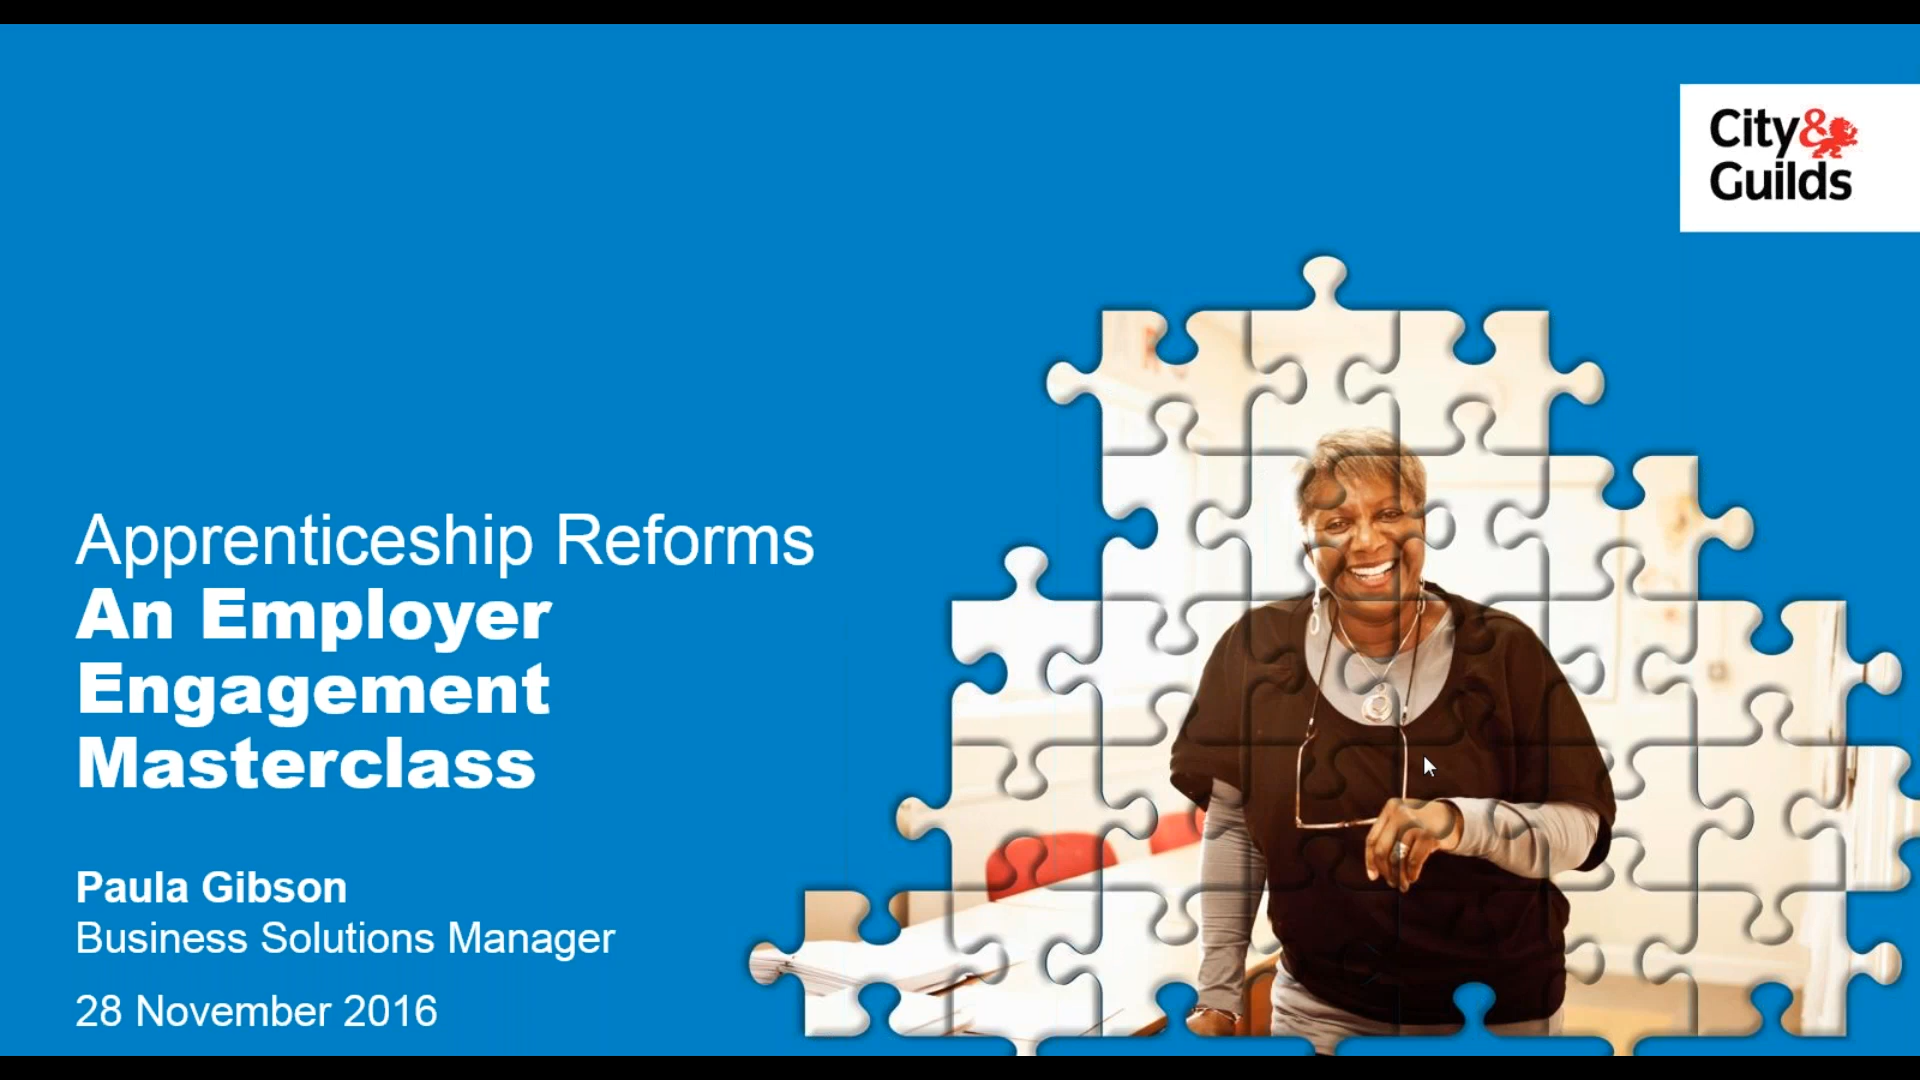 City&
Guilds
Apprenticeship Reforms
An Employer
Engagement
Masterclass
Paula Gibson
Business Solutions Manager
28 November 2016